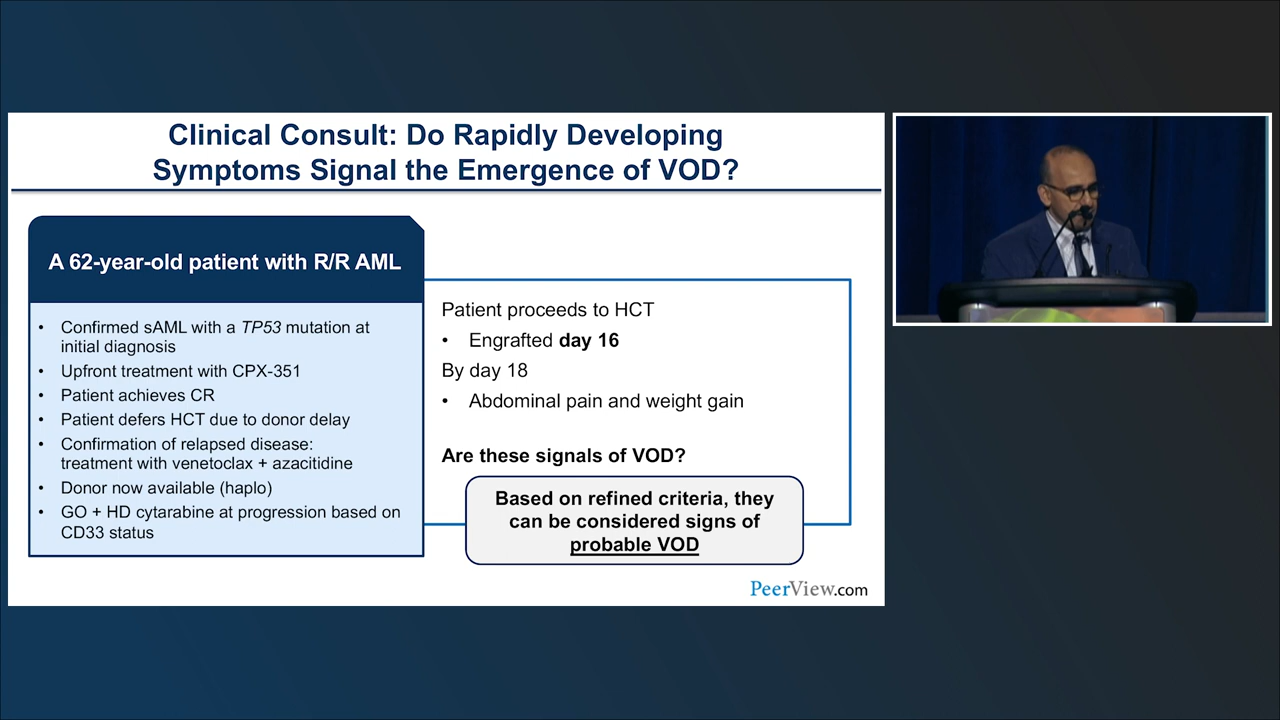 Clinical Consult: Do Rapidly Developing
Symptoms Signal the Emergence of VOD?
A 62-year-old patient with R/R AML
• Confirmed sAML with a TP53 mutation at
initial diagnosis
• Upfront treatment with CPX-351
• Patient achieves CR
• Patient defers HCT due to donor delay
• Confirmation of relapsed disease:
treatment with venetoclax + azacitidine
• Donor now available (haplo)
• GO + HD cytarabine at progression based on
CD33 status
Patient proceeds to HCT
• Engrafted day 16
By day 18
• Abdominal pain and weight gain
Are these signals of VOD?
Based on refined criteria, they
can be considered signs of
probable VOD
PeerView.com